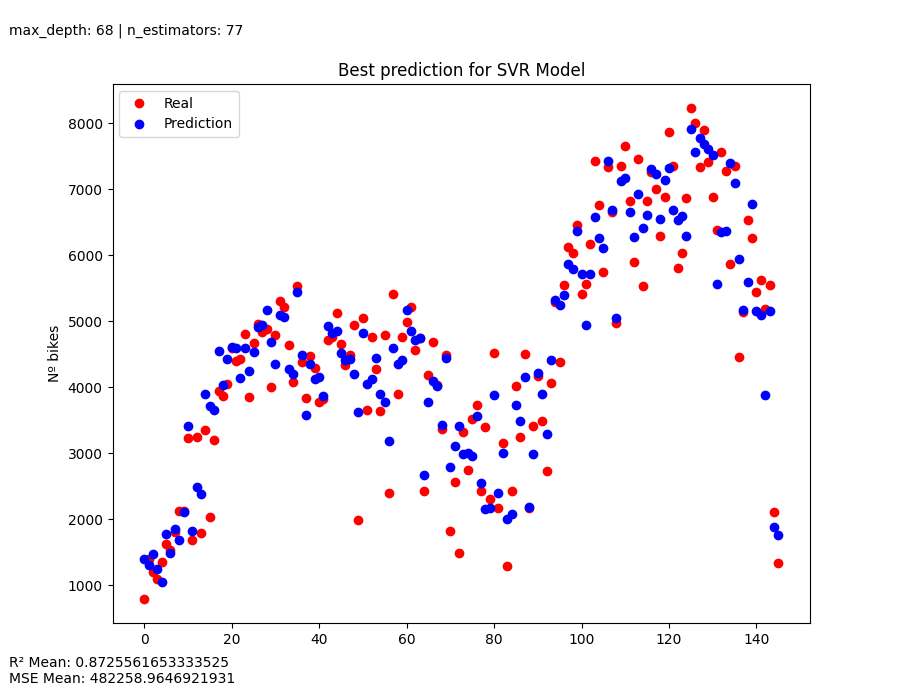 max_depth: 68 | n_estimators: 77
Best prediction for SVR Model
Real
Prediction
Nº bikes
8000
7000
6000
5000
4000
3000
2000
1000
0 20 40 60 80 100 120 140
R² Mean: 0.8725561653333525
MSE Mean: 482258.9646921931